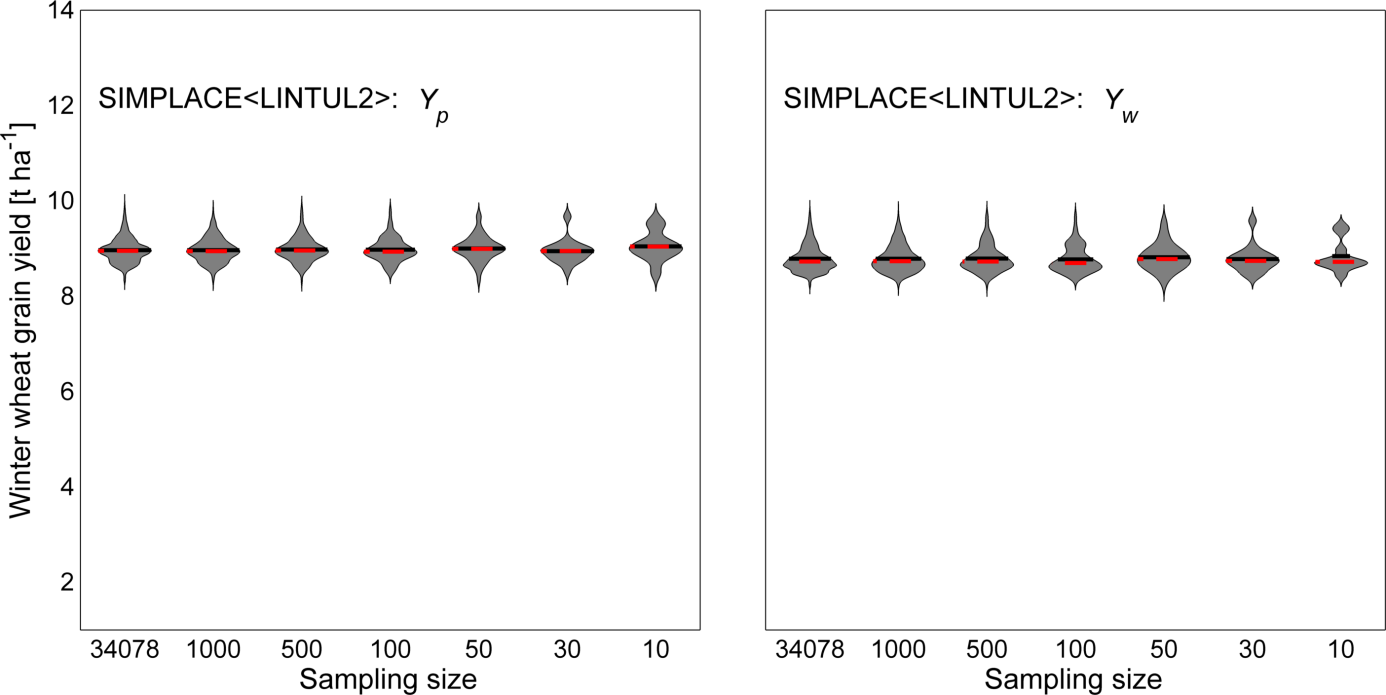 14
12
10
8
6
4
2
Winter wheat grain yield [t ha-1]
SIMPLACE<LINTUL2>: Yp
34078 1000 500 100 50 30 10
Sampling size
SIMPLACE<LINTUL2>: Yw
34078 1000 500 100 50 30 10
Sampling size